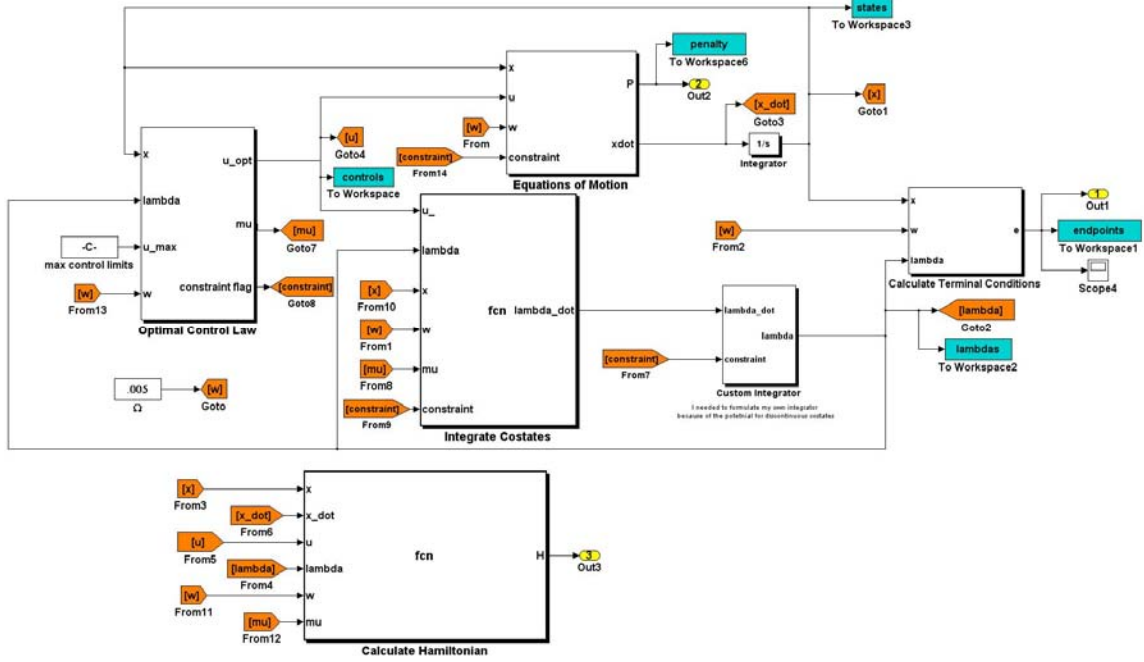 states
To Workspace3
penalty
To Workspace6
x
P
2
Out2
u
[x_dot]
Goto3
[x]
Goto1
[w]
From
w
xdot
1/s
Integrator
[constraint]
From14
constraint
Equations of Motion
x
u_opt
[u]
Goto4
controls
To Workspace
lambda
mu
[mu]
Goto7
-C-
max control limits
u_max
[w]
From13
w
constraint flag
[constraint]
Goto8
Optimal Control Law
.005
Ω
[w]
Goto
u_
lambda
[x]
From10
x
fcn
lambda_dot
[w]
From1
w
[mu]
From8
mu
[constraint]
From9
constraint
Integrate Costates
lambda_dot
lambda
[constraint]
From7
constraint
Custom Integrator
I needed to formulate my own integrator
because of the potetnial for discontinuous costates
x
[w]
From2
w
e
lambda
Calculate Terminal Conditions
1
Out1
endpoints
To Workspace1
Scope4
[lambda]
Goto2
lambdas
To Workspace2
[x]
From3
x
[x_dot]
From6
x_dot
[u]
From5
u
fcn
H
3
Out3
[lambda]
From4
lambda
[w]
From11
w
[mu]
From12
mu
Calculate Hamiltonian